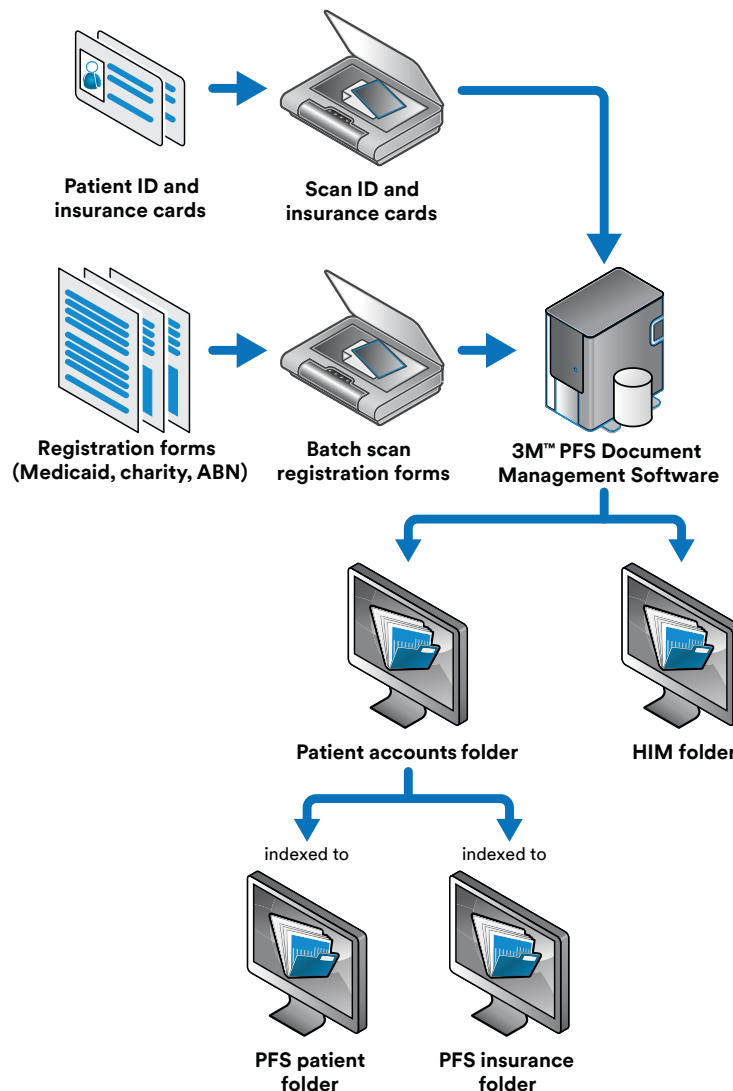 Patient ID and
insurance cards
Scan ID and
insurance cards
Registration forms
(Medicaid, charity, ABN)
Batch scan
registration forms
3M™ PFS Document
Management Software
Patient accounts folder
HIM folder
indexed to
indexed to
PFS patient
folder
PFS insurance
folder